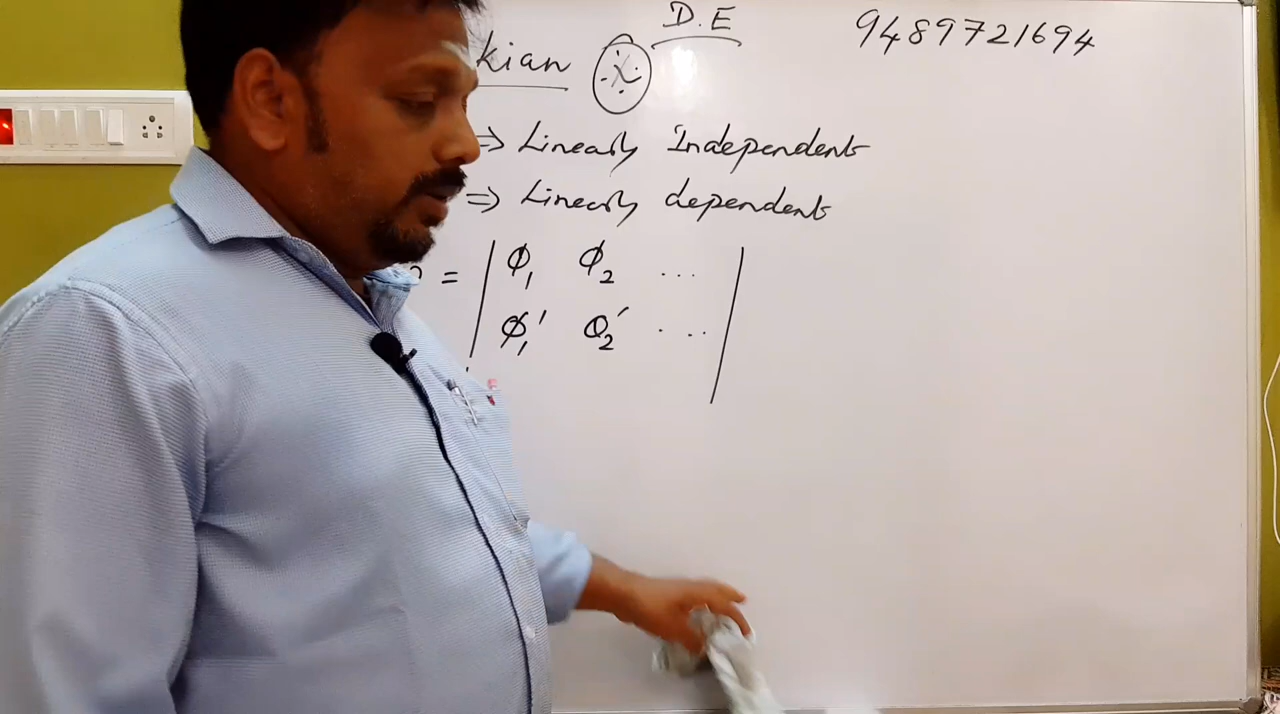 D.E 9489721694
kian
⇒ Linearly Independents
⇒ Linearly dependents
= | ϕ₁ ϕ₂ ... |
| ϕ₁′ ϕ₂′ ... |